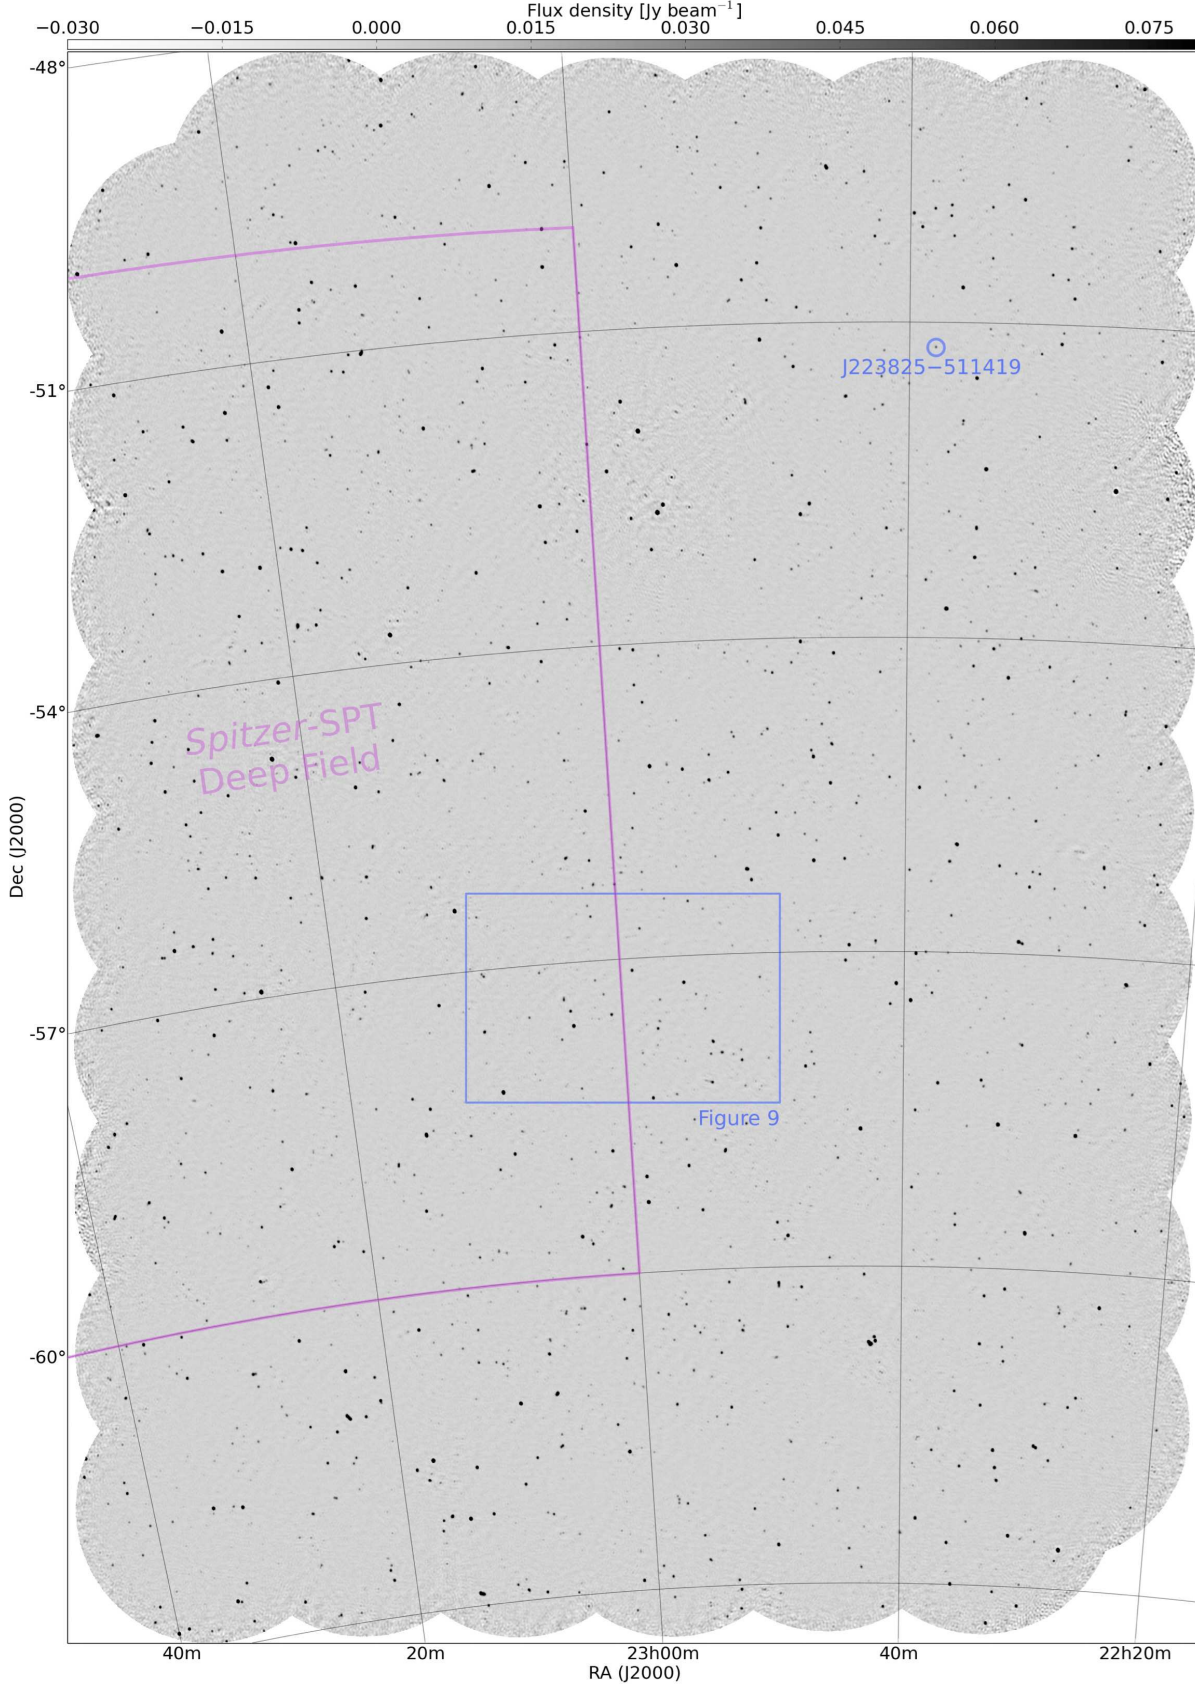 Flux density [Jy beam⁻¹]
−0.030 −0.015 0.000 0.015 0.030 0.045 0.060 0.075
-48°
-51°
J223825−511419
-54°
Spitzer-SPT
Deep Field
Dec (J2000)
-57°
Figure 9
-60°
40m 20m 23h00m 40m 22h20m
RA (J2000)